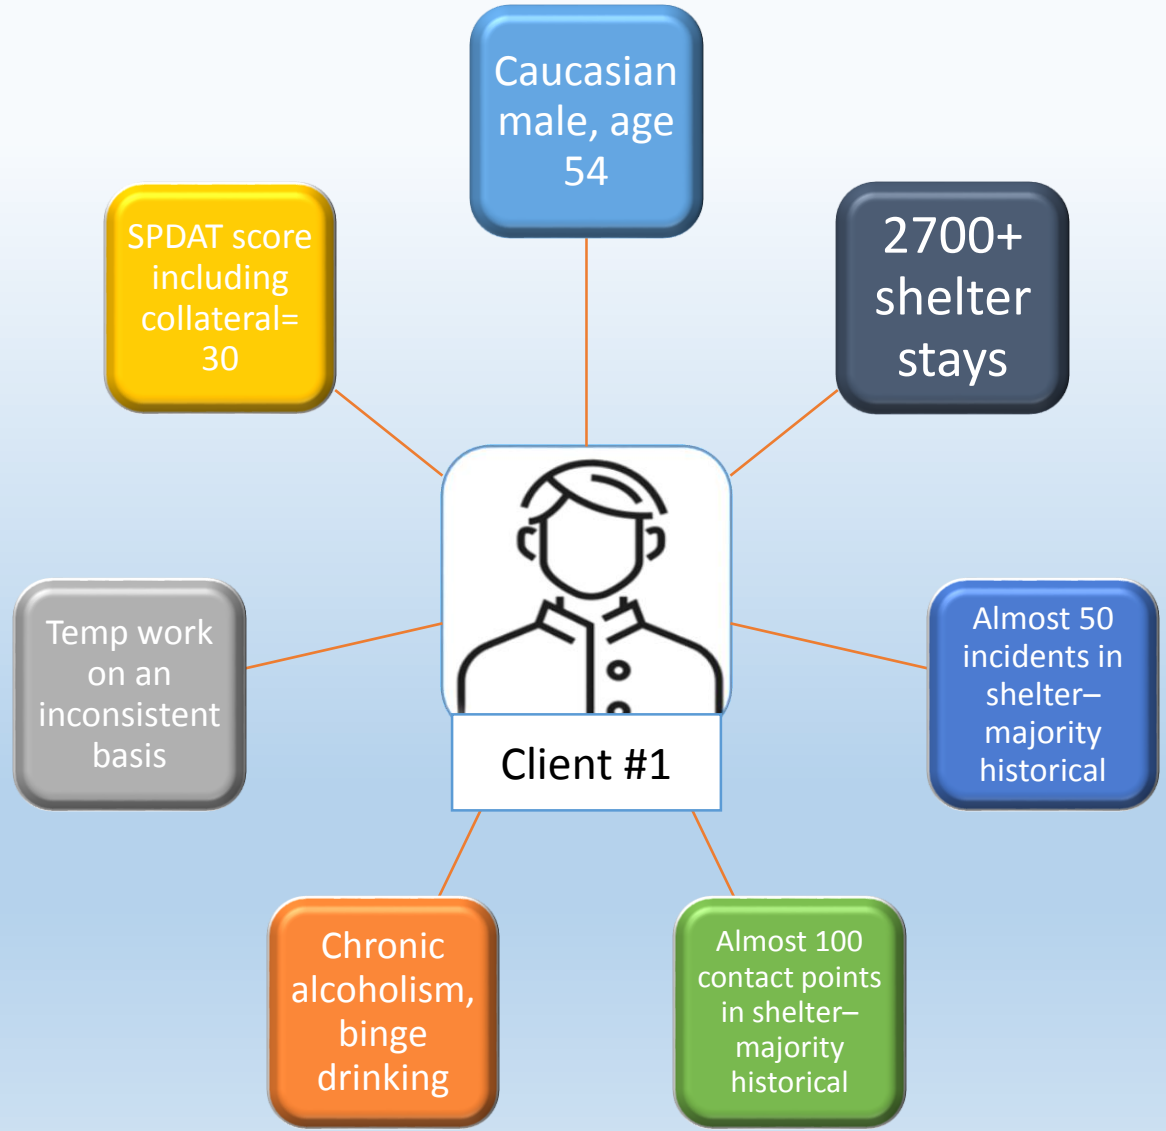 Caucasian
male, age
54
SPDAT score
including
collateral=
30
2700+
shelter
stays
Temp work
on an
inconsistent
basis
Client #1
Almost 50
incidents in
shelter–
majority
historical
Chronic
alcoholism,
binge
drinking
Almost 100
contact points
in shelter–
majority
historical